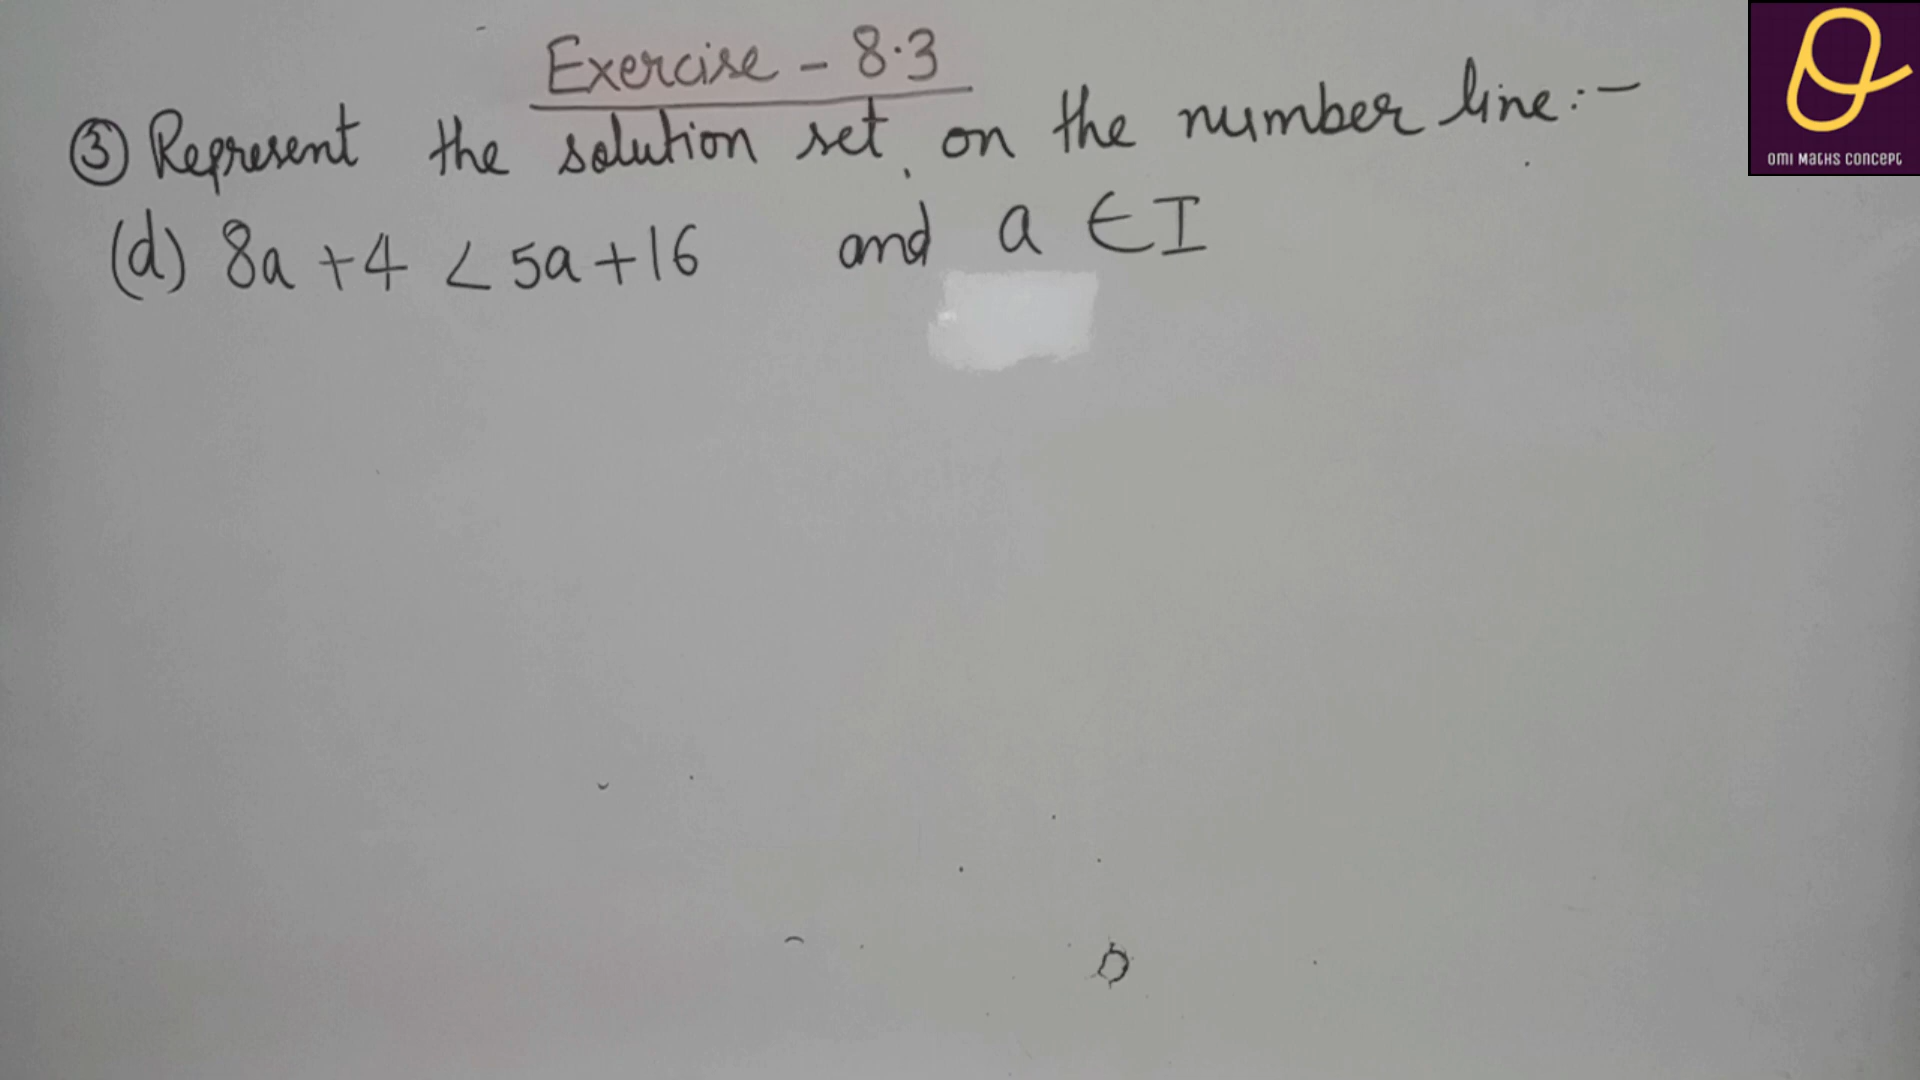 Exercise - 8.3
③ Represent the solution set on the number line:-
(d) 8a + 4 < 5a + 16 and a ∈ I
OMI MATHS CONCEPT